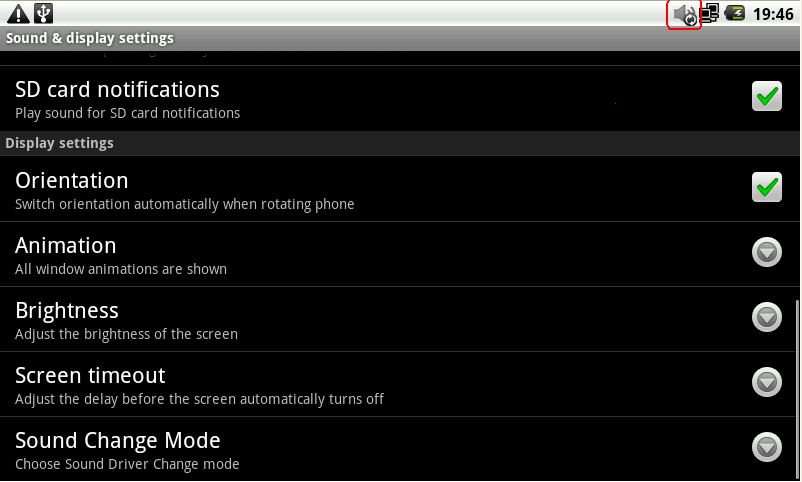 19:46
Sound & display settings
SD card notifications
Play sound for SD card notifications
Display settings
Orientation
Switch orientation automatically when rotating phone
Animation
All window animations are shown
Brightness
Adjust the brightness of the screen
Screen timeout
Adjust the delay before the screen automatically turns off
Sound Change Mode
Choose Sound Driver Change mode